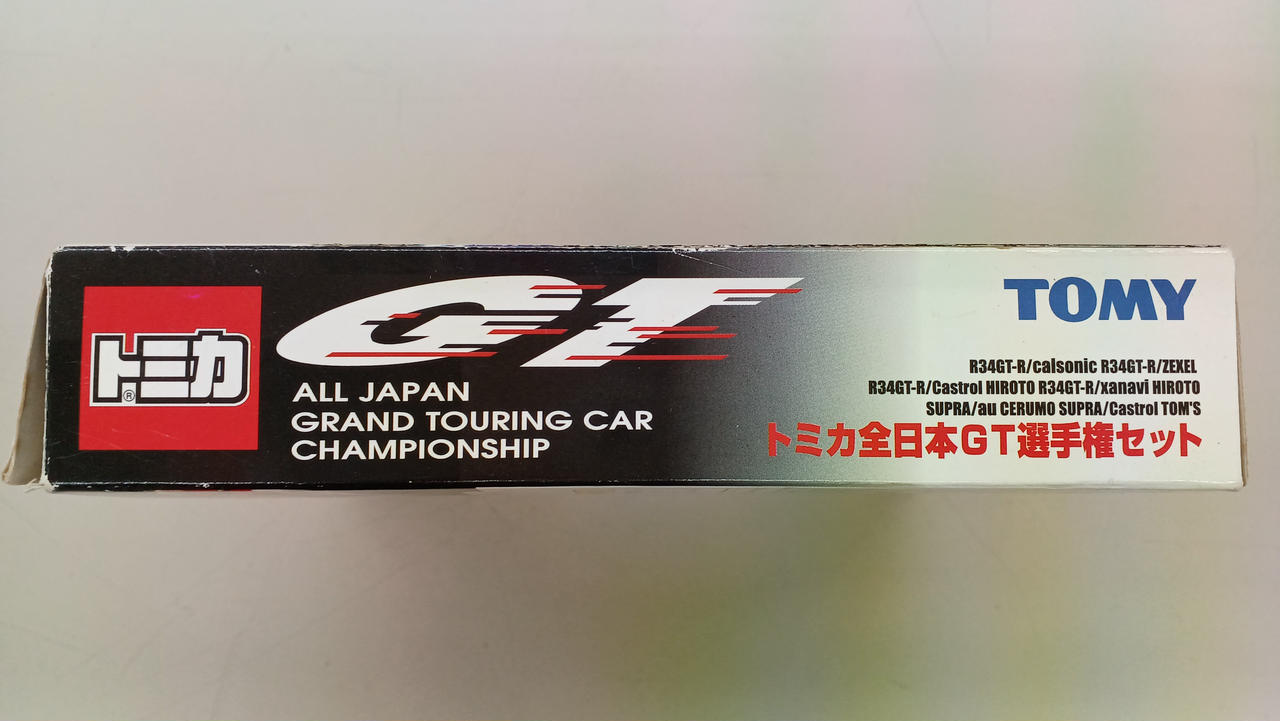 トミカ
®
GT
ALL JAPAN
GRAND TOURING CAR
CHAMPIONSHIP
TOMY
R34GT-R/calsonic R34GT-R/ZEXEL
R34GT-R/Castrol HIROTO R34GT-R/xanavi HIROTO
SUPRA/au CERUMO SUPRA/Castrol TOM'S
トミカ全日本GT選手権セット